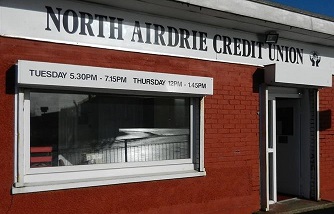 NORTH AIRDRIE CREDIT UNION
TUESDAY 5.30PM - 7.15PM THURSDAY 12PM - 1.45PM